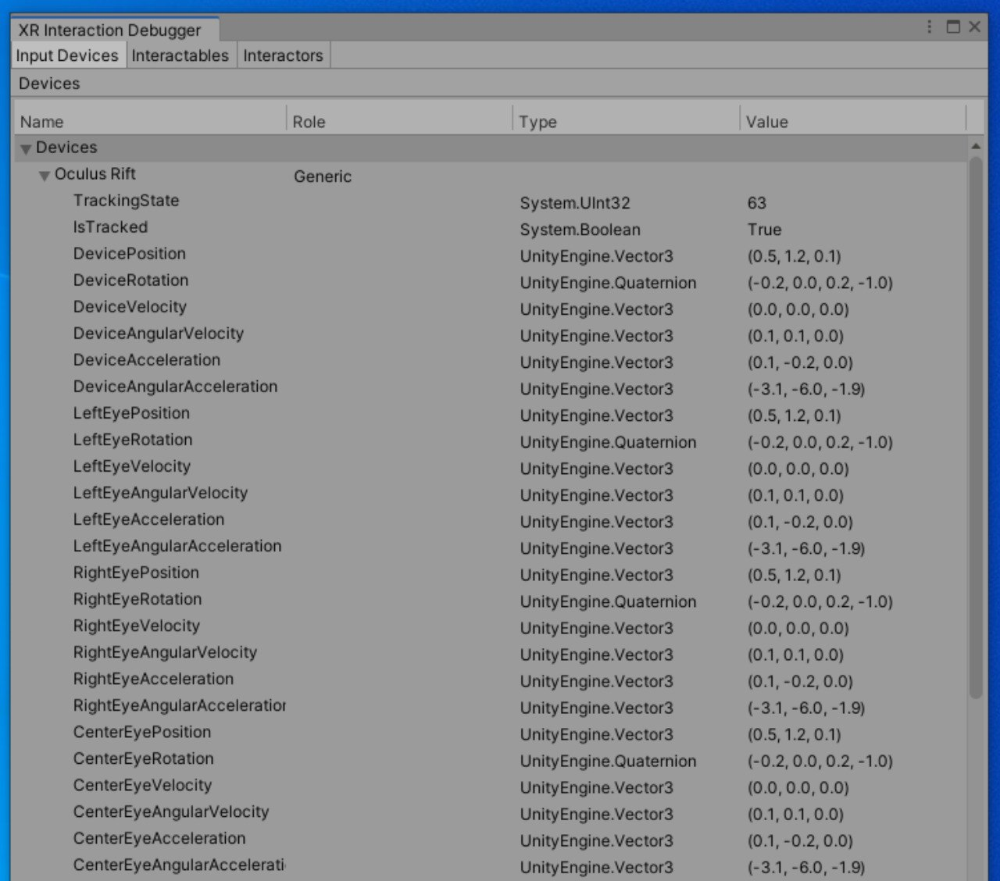 XR Interaction Debugger
Input Devices Interactables Interactors
Devices
Name Role Type Value
Devices
Oculus Rift Generic
TrackingState System.UInt32 63
IsTracked System.Boolean True
DevicePosition UnityEngine.Vector3 (0.5, 1.2, 0.1)
DeviceRotation UnityEngine.Quaternion (-0.2, 0.0, 0.2, -1.0)
DeviceVelocity UnityEngine.Vector3 (0.0, 0.0, 0.0)
DeviceAngularVelocity UnityEngine.Vector3 (0.1, 0.1, 0.0)
DeviceAcceleration UnityEngine.Vector3 (0.1, -0.2, 0.0)
DeviceAngularAcceleration UnityEngine.Vector3 (-3.1, -6.0, -1.9)
LeftEyePosition UnityEngine.Vector3 (0.5, 1.2, 0.1)
LeftEyeRotation UnityEngine.Quaternion (-0.2, 0.0, 0.2, -1.0)
LeftEyeVelocity UnityEngine.Vector3 (0.0, 0.0, 0.0)
LeftEyeAngularVelocity UnityEngine.Vector3 (0.1, 0.1, 0.0)
LeftEyeAcceleration UnityEngine.Vector3 (0.1, -0.2, 0.0)
LeftEyeAngularAcceleration UnityEngine.Vector3 (-3.1, -6.0, -1.9)
RightEyePosition UnityEngine.Vector3 (0.5, 1.2, 0.1)
RightEyeRotation UnityEngine.Quaternion (-0.2, 0.0, 0.2, -1.0)
RightEyeVelocity UnityEngine.Vector3 (0.0, 0.0, 0.0)
RightEyeAngularVelocity UnityEngine.Vector3 (0.1, 0.1, 0.0)
RightEyeAcceleration UnityEngine.Vector3 (0.1, -0.2, 0.0)
RightEyeAngularAcceleration UnityEngine.Vector3 (-3.1, -6.0, -1.9)
CenterEyePosition UnityEngine.Vector3 (0.5, 1.2, 0.1)
CenterEyeRotation UnityEngine.Quaternion (-0.2, 0.0, 0.2, -1.0)
CenterEyeVelocity UnityEngine.Vector3 (0.0, 0.0, 0.0)
CenterEyeAngularVelocity UnityEngine.Vector3 (0.1, 0.1, 0.0)
CenterEyeAcceleration UnityEngine.Vector3 (0.1, -0.2, 0.0)
CenterEyeAngularAccelerati UnityEngine.Vector3 (-3.1, -6.0, -1.9)